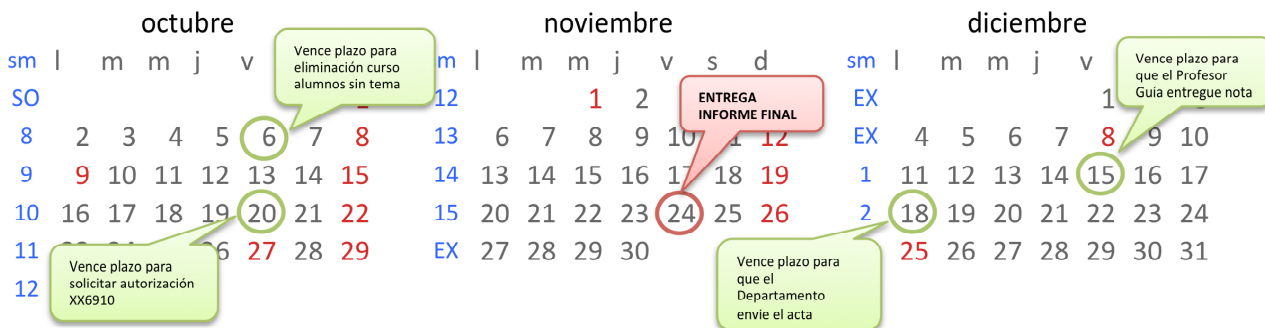 octubre
sm l m m j v
SO
8 2 3 4 5 6 7 8
9 9 10 11 12 13 14 15
10 16 17 18 19 20 21 22
11 27 28 29
12
Vence plazo para
eliminación curso
alumnos sin tema
Vence plazo para
solicitar autorización
XX6910
noviembre
m l m m j v s d
12 1 2
13 6 7 8 9 10 11 12
14 13 14 15 16 17 18 19
15 20 21 22 23 24 25 26
EX 27 28 29 30
ENTREGA
INFORME FINAL
diciembre
sm l m m j v
EX 1
EX 4 5 6 7 8 9 10
1 11 12 13 14 15 16 17
2 18 19 20 21 22 23 24
25 26 27 28 29 30 31
Vence plazo para
que el Profesor
Guía entregue nota
Vence plazo para
que el
Departamento
envie el acta